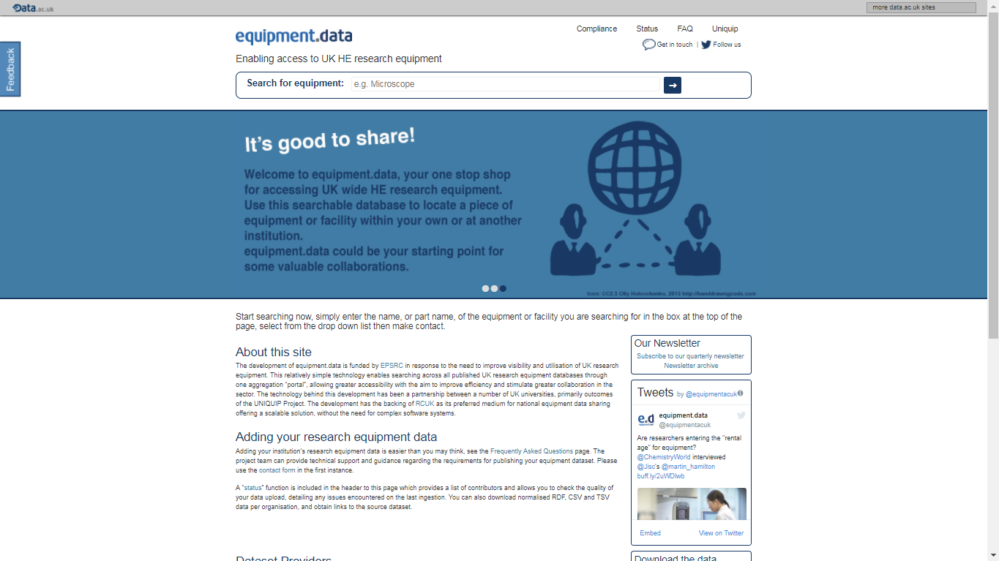 Data.ac.uk
more data.ac.uk sites
Feedback
equipment.data
Compliance Status FAQ Uniquip
Get in touch | Follow us
Enabling access to UK HE research equipment
Search for equipment: e.g. Microscope
It's good to share!
Welcome to equipment.data, your one stop shop
for accessing UK wide HE research equipment.
Use this searchable database to locate a piece of
equipment or facility within your own or at another
institution.
equipment.data could be your starting point for
some valuable collaborations.
Icon: CC2.5 Olly Holovchenko, 2013 http://handdrawngoods.com
Start searching now, simply enter the name, or part name, of the equipment or facility you are searching for in the box at the top of the
page, select from the drop down list then make contact.
About this site
The development of equipment.data is funded by EPSRC in response to the need to improve visibility and utilisation of UK research
equipment. This relatively simple technology enables searching across all published UK research equipment databases through
one aggregation "portal", allowing greater accessibility with the aim to improve efficiency and stimulate greater collaboration in the
sector. The technology behind this development has been a partnership between a number of UK universities, primarily outcomes
of the UNIQUIP Project. The development has the backing of RCUK as its preferred medium for national equipment data sharing
offering a scalable solution, without the need for complex software systems.
Adding your research equipment data
Adding your institution's research equipment data is easier than you may think, see the Frequently Asked Questions page. The
project team can provide technical support and guidance regarding the requirements for publishing your equipment dataset. Please
use the contact form in the first instance.
A "status" function is included in the header to this page which provides a list of contributors and allows you to check the quality of
your data upload, detailing any issues encountered on the last ingestion. You can also download normalised RDF, CSV and TSV
data per organisation, and obtain links to the source dataset.
Dataset Providers
Our Newsletter
Subscribe to our quarterly newsletter
Newsletter archive
Tweets by @equipmentacuk
e.d
equipment.data
@equipmentacuk
Are researchers entering the "rental
age" for equipment?
@ChemistryWorld interviewed
@Jisc's @martin_hamilton
buff.ly/2uWDlwb
Embed View on Twitter
Download the data